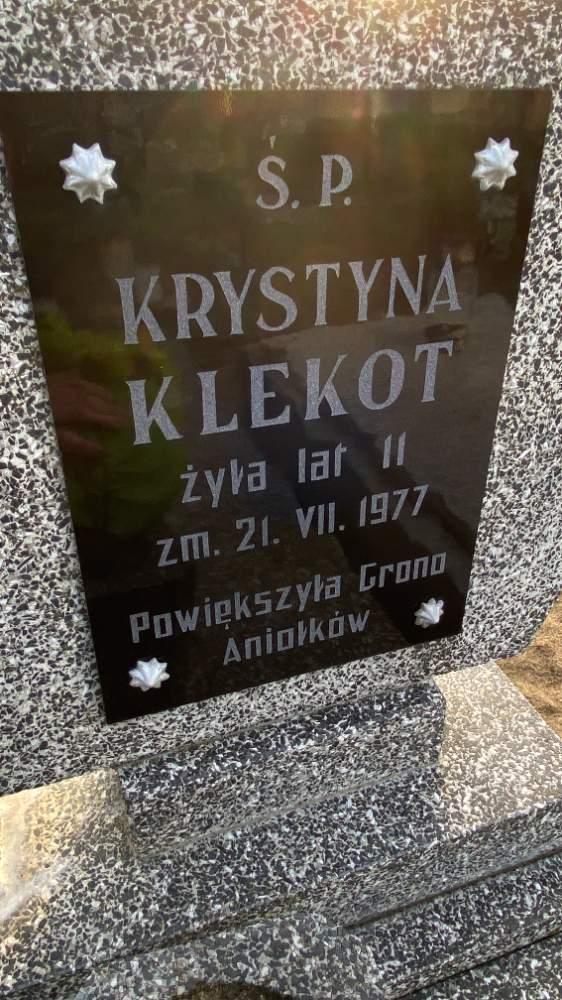 Ś. P.
KRYSTYNA
KLEKOT
żyła lat 11
zm. 21. VII. 1977
Powiększyła Grono
Aniołków